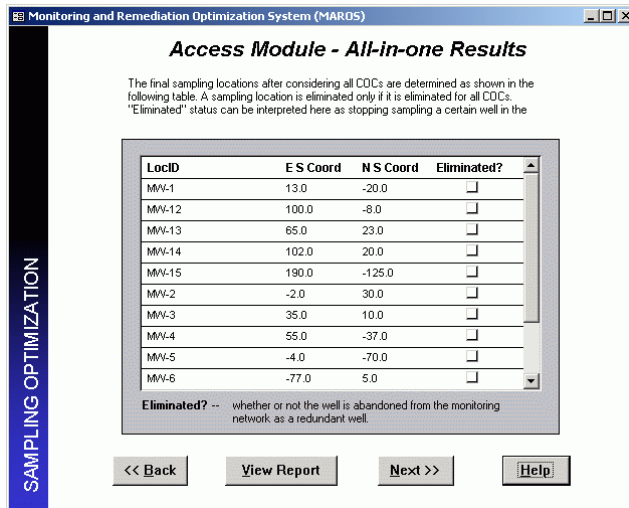 Monitoring and Remediation Optimization System (MAROS)
Access Module - All-in-one Results
The final sampling locations after considering all COCs are determined as shown in the
following table. A sampling location is eliminated only if it is eliminated for all COCs.
"Eliminated" status can be interpreted here as stopping sampling a certain well in the
LocID E S Coord N S Coord Eliminated?
MW-1 13.0 -20.0
MW-12 100.0 -8.0
MW-13 65.0 23.0
MW-14 102.0 20.0
MW-15 190.0 -125.0
MW-2 -2.0 30.0
MW-3 35.0 10.0
MW-4 55.0 -37.0
MW-5 -4.0 -70.0
MW-6 -77.0 5.0
Eliminated? -- whether or not the well is abandoned from the monitoring
network as a redundant well.
SAMPLING OPTIMIZATION
<< Back View Report Next >> Help